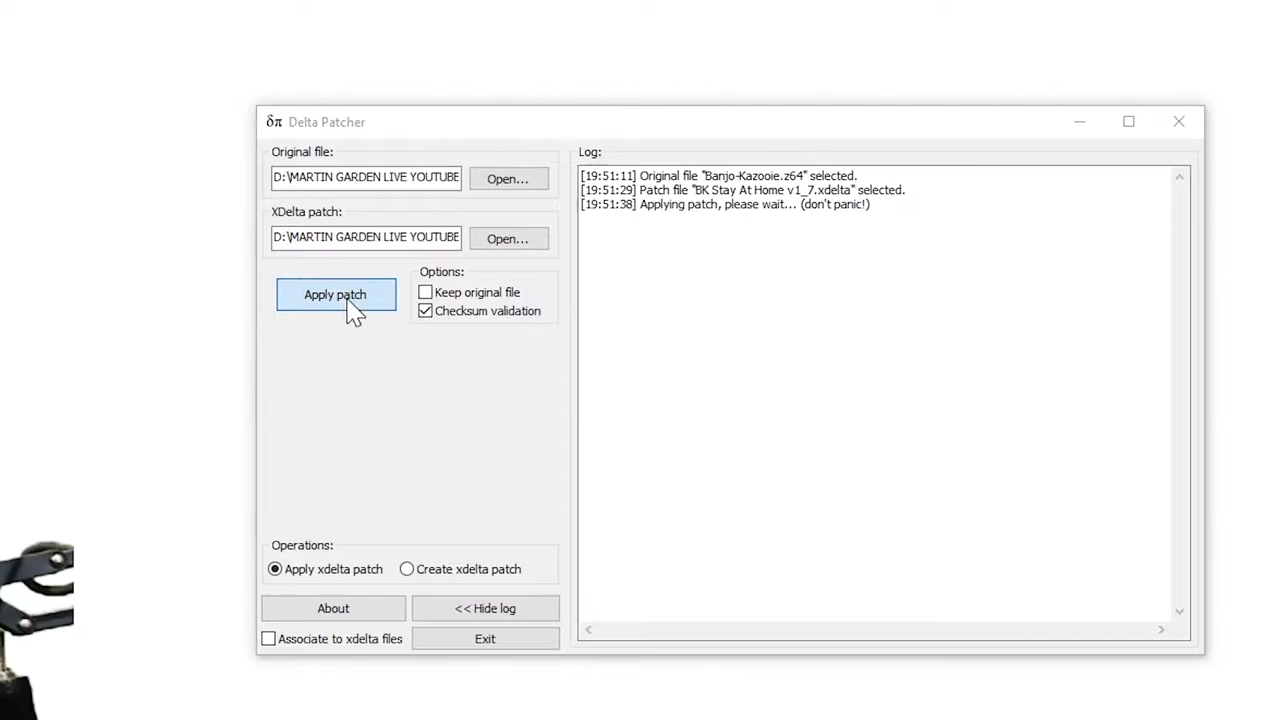 δπ Delta Patcher
Original file:
D:\MARTIN GARDEN LIVE YOUTUBE
Open...
XDelta patch:
D:\MARTIN GARDEN LIVE YOUTUBE
Open...
Apply patch
Options:
Keep original file
Checksum validation
Operations:
Apply xdelta patch
Create xdelta patch
About
<< Hide log
Associate to xdelta files
Exit
Log:
[19:51:11] Original file "Banjo-Kazooie.z64" selected.
[19:51:29] Patch file "BK Stay At Home v1_7.xdelta" selected.
[19:51:38] Applying patch, please wait... (don't panic!)